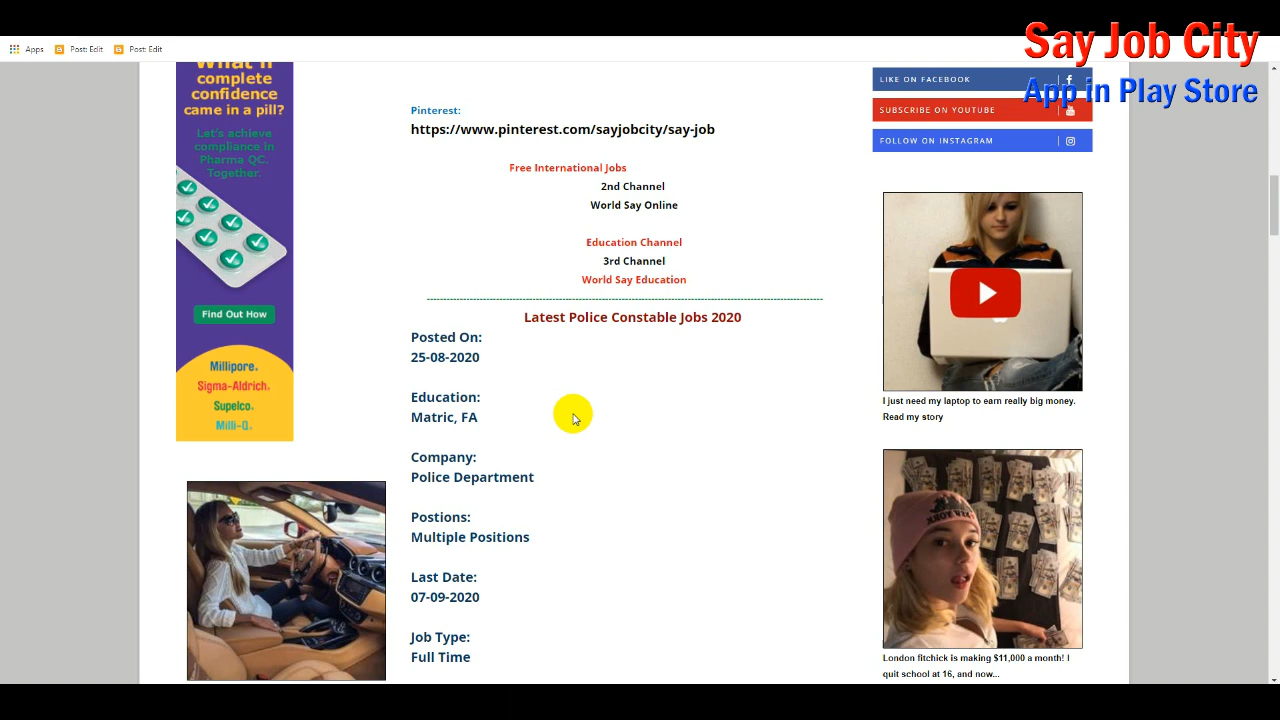 Say Job City
App in Play Store
Apps
Post: Edit
Post: Edit
complete
confidence
came in a pill?
Let's achieve
compliance in
Pharma QC.
Together.
Find Out How
Millipore.
Sigma-Aldrich.
Supelco.
Milli-Q.
Pinterest:
https://www.pinterest.com/sayjobcity/say-job
Free International Jobs
2nd Channel
World Say Online
Education Channel
3rd Channel
World Say Education
Latest Police Constable Jobs 2020
Posted On:
25-08-2020
Education:
Matric, FA
Company:
Police Department
Postions:
Multiple Positions
Last Date:
07-09-2020
Job Type:
Full Time
LIKE ON FACEBOOK
SUBSCRIBE ON YOUTUBE
FOLLOW ON INSTAGRAM
I just need my laptop to earn really big money.
Read my story
London fitchick is making $11,000 a month! I
quit school at 16, and now...